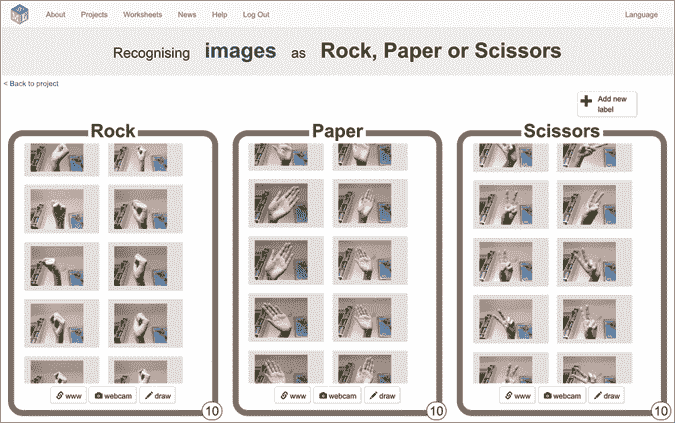 About Projects Worksheets News Help Log Out Language
Recognising images as Rock, Paper or Scissors
< Back to project
Add new
label
Rock Paper Scissors
www webcam draw www webcam draw www webcam draw
10 10 10